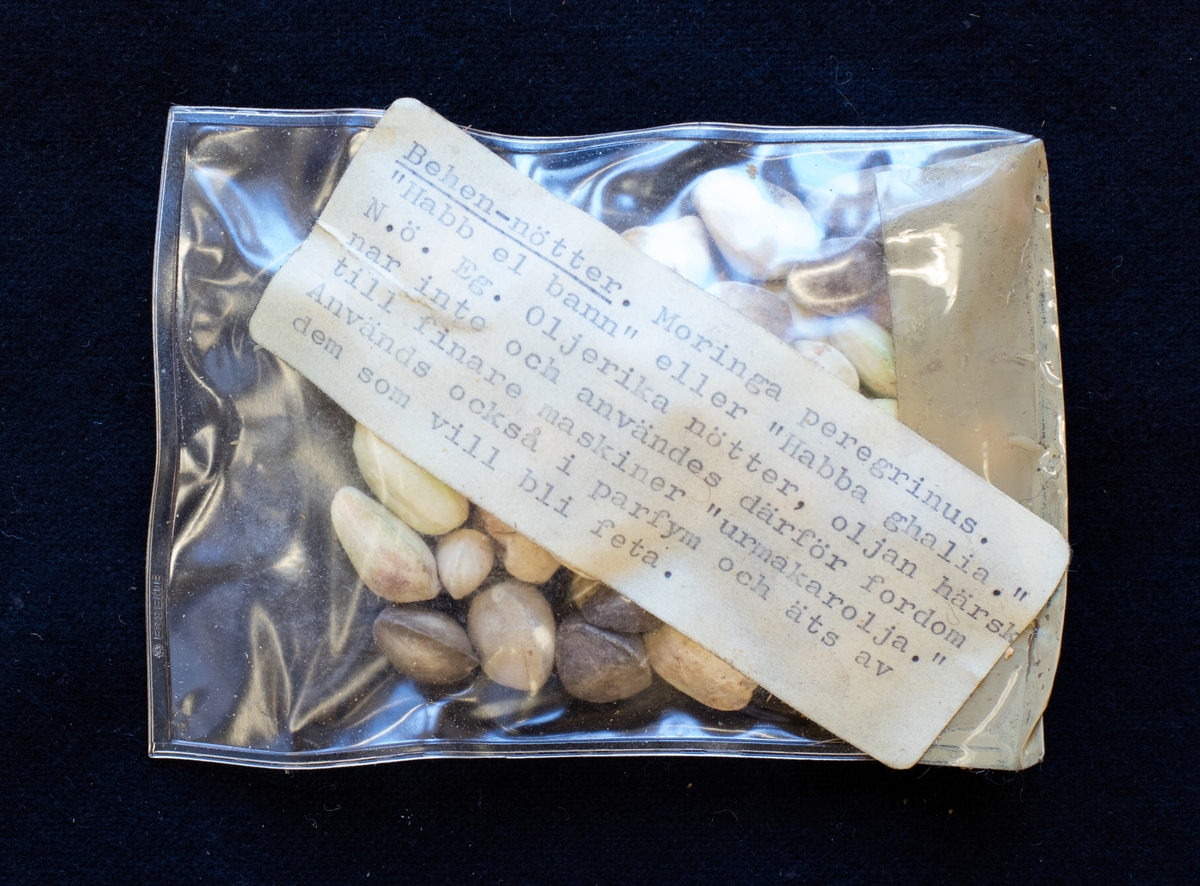 Behen-nötter. Moringa peregrinus.
"Habb el bann" eller "Habba ghalia."
N.ö. Eg. Oljerika nötter, oljan härsk
nar inte och användes därför fordom
till finare maskiner "urmakarolja."
Används också i parfym och äts av
dem som vill bli feta.